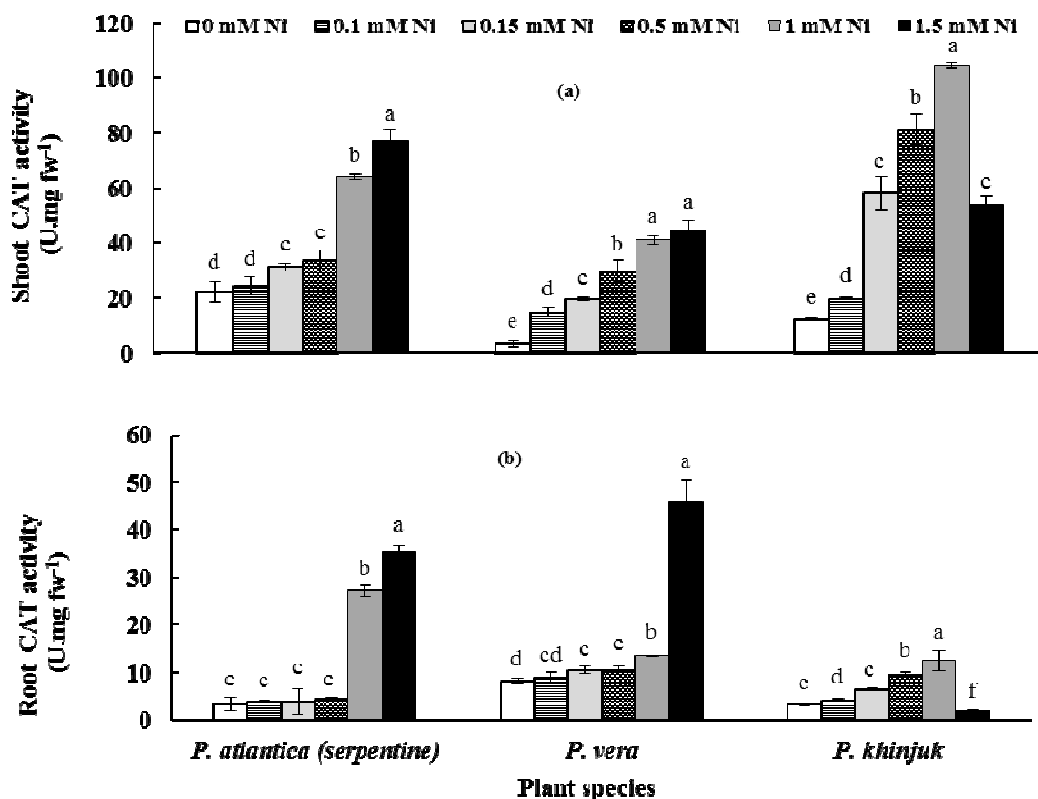 0 mM Ni 0.1 mM Ni 0.15 mM Ni 0.5 mM Ni 1 mM Ni 1.5 mM Ni
(a)
Shoot CAT activity
(U.mg fw-1)
120
100
80
60
40
20
0
d d c c b a
e d c b a a
e d c b a c
(b)
Root CAT activity
(U.mg fw-1)
60
50
40
30
20
10
0
c c c c b a
d cd c c b a
e d c b a f
P. atlantica (serpentine) P. vera P. khinjuk
Plant species